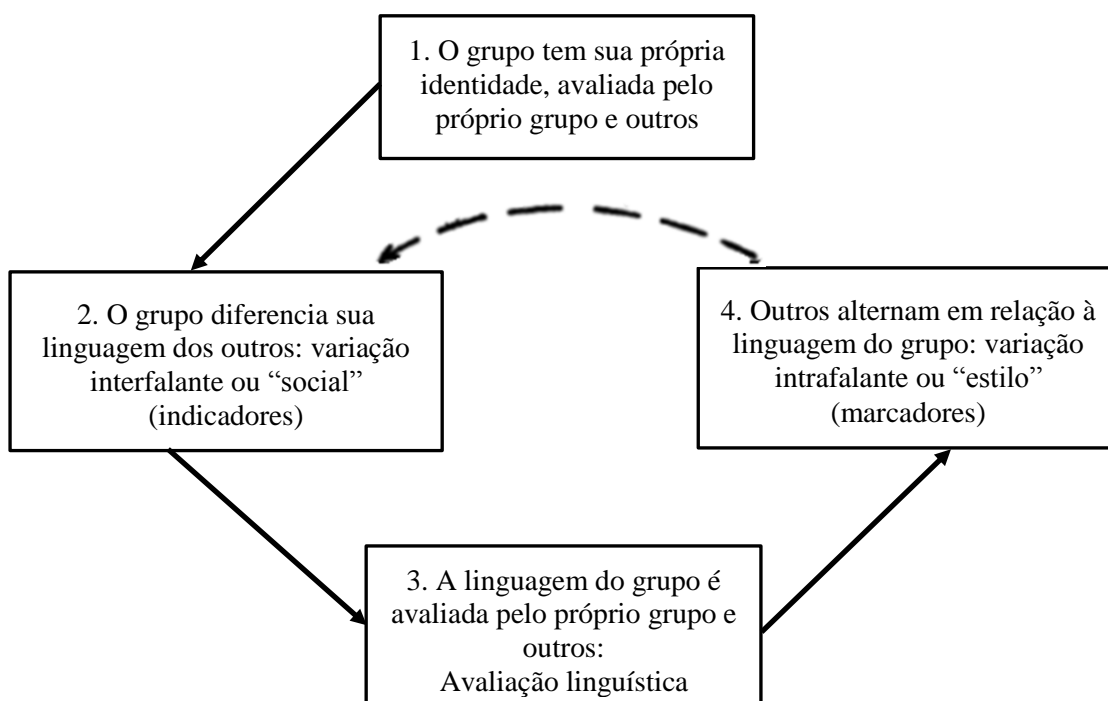 1. O grupo tem sua própria
identidade, avaliada pelo
próprio grupo e outros
2. O grupo diferencia sua
linguagem dos outros: variação
interfalante ou “social”
(indicadores)
4. Outros alternam em relação à
linguagem do grupo: variação
intrafalante ou “estilo”
(marcadores)
3. A linguagem do grupo é
avaliada pelo próprio grupo e
outros:
Avaliação linguística